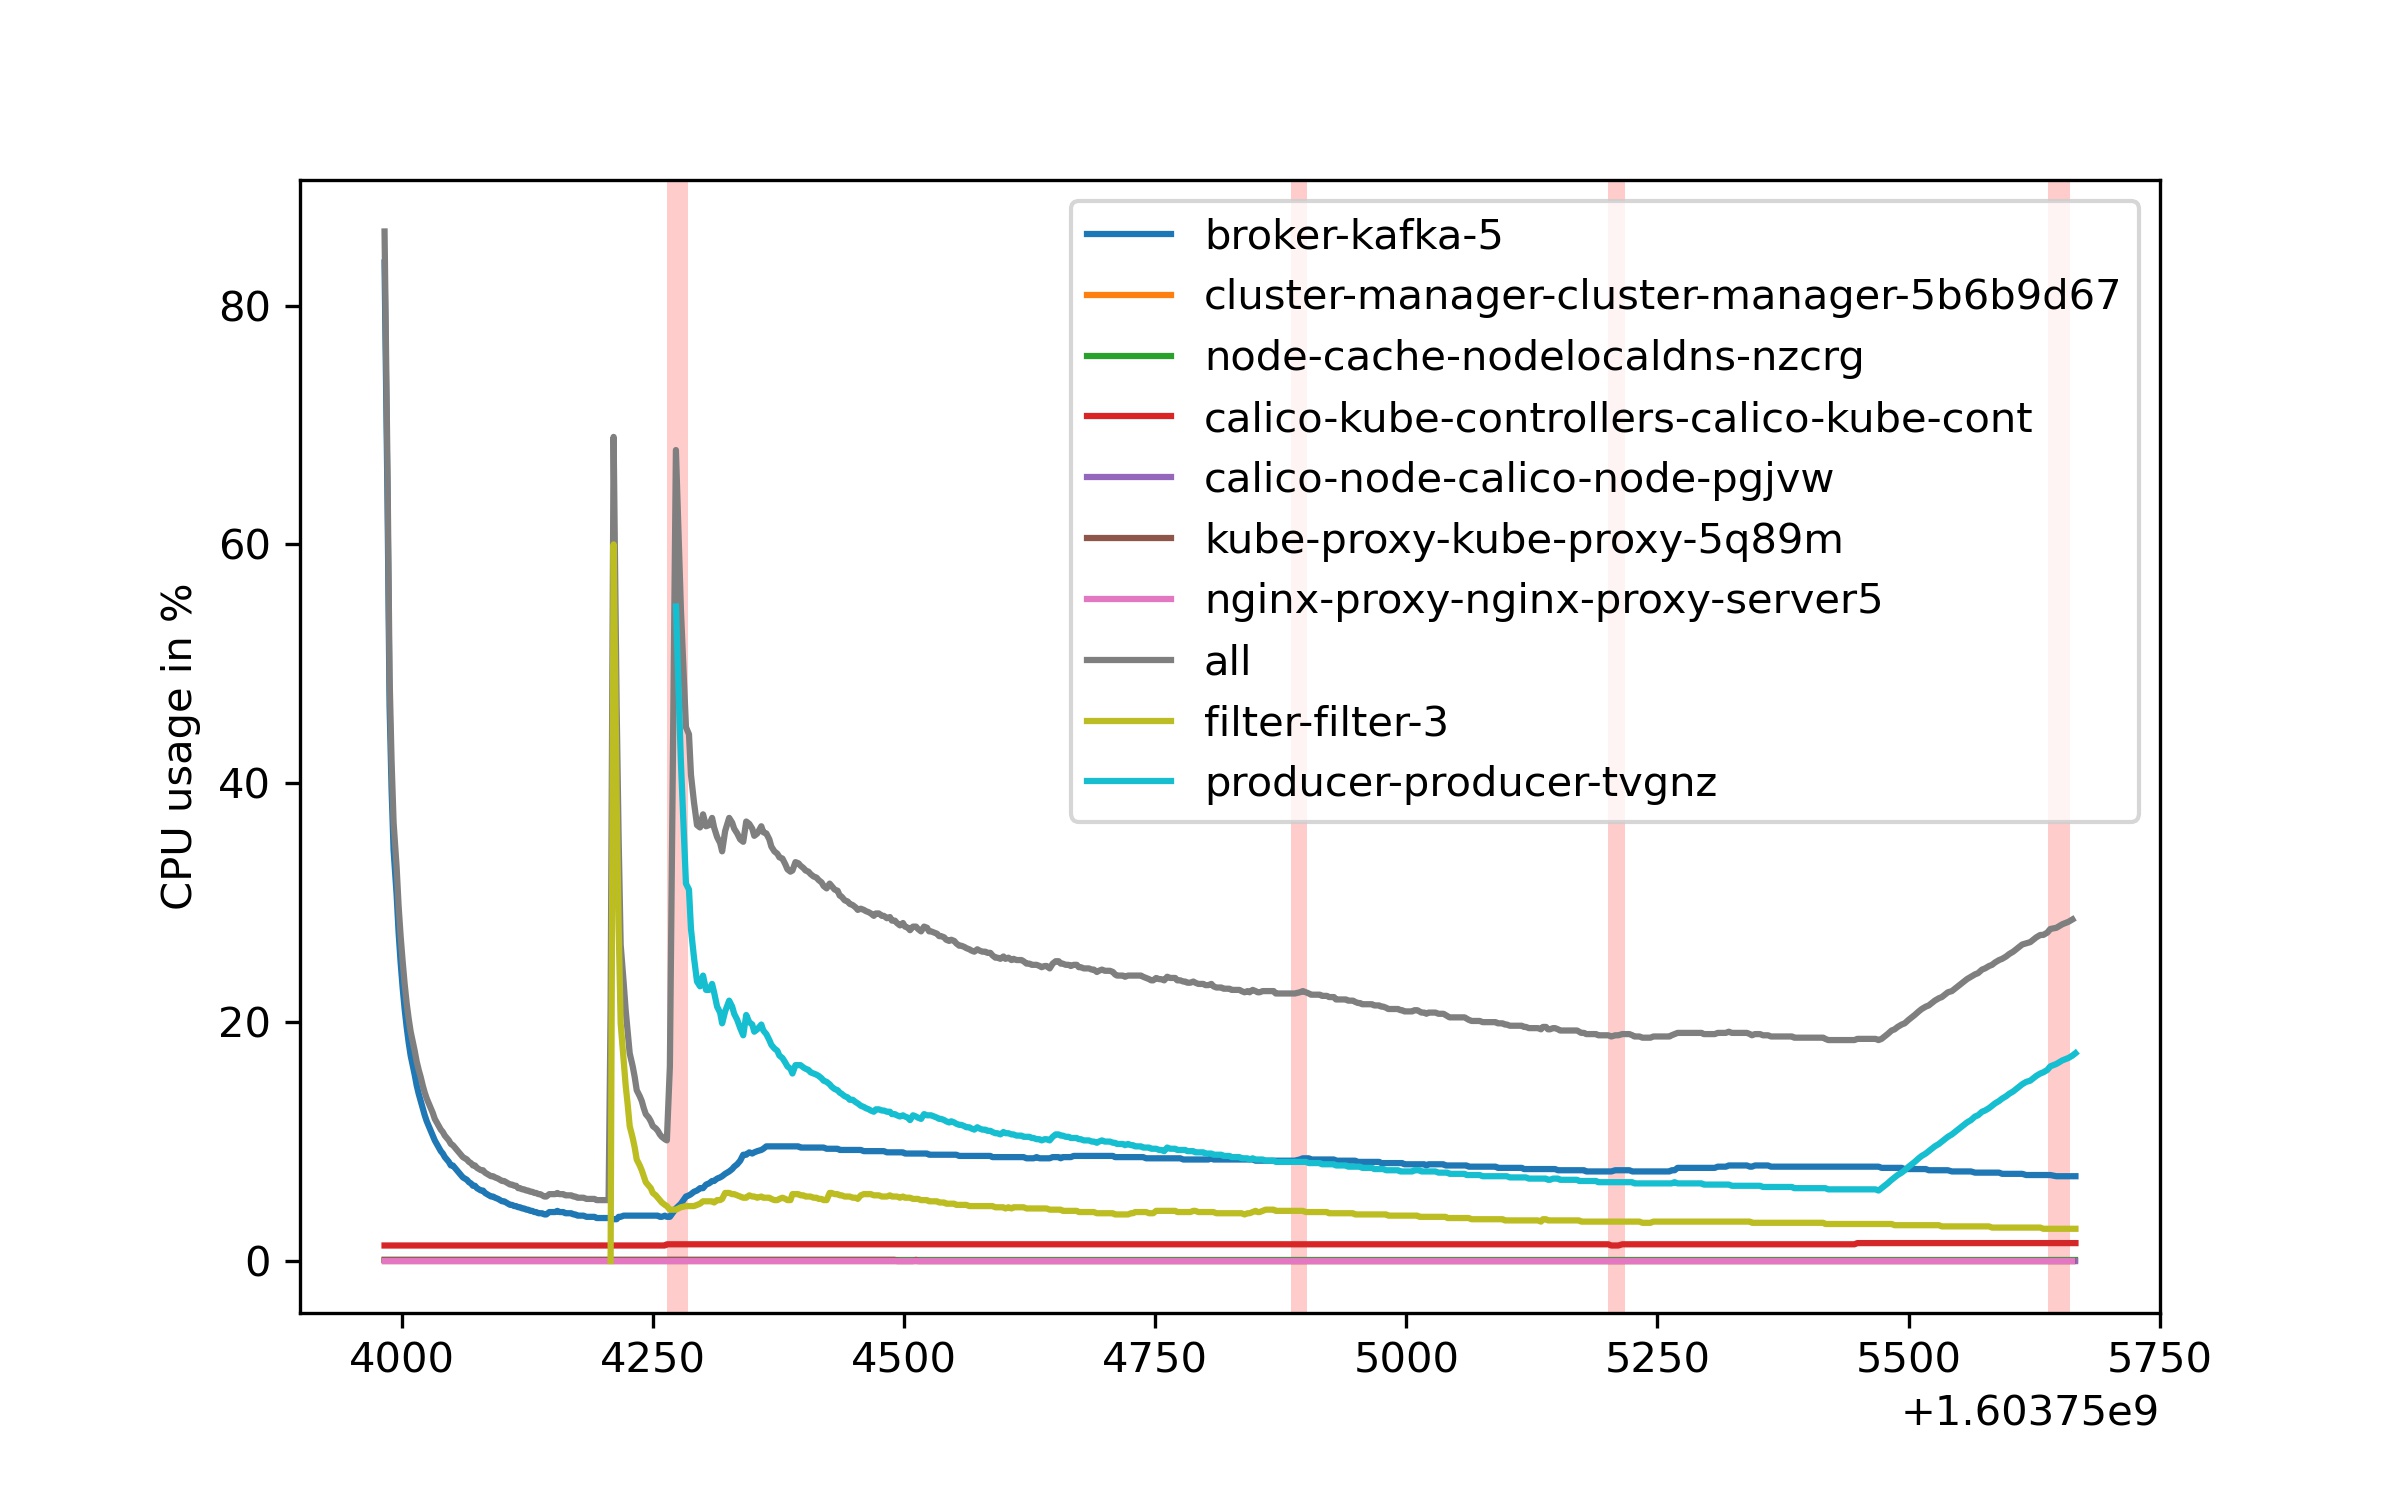 broker-kafka-5
cluster-manager-cluster-manager-5b6b9d67
node-cache-nodelocaldns-nzcrg
calico-kube-controllers-calico-kube-cont
calico-node-calico-node-pgjvw
kube-proxy-kube-proxy-5q89m
nginx-proxy-nginx-proxy-server5
all
filter-filter-3
producer-producer-tvgnz
CPU usage in %
80
60
40
20
0
4000 4250 4500 4750 5000 5250 5500 5750
+1.60375e9